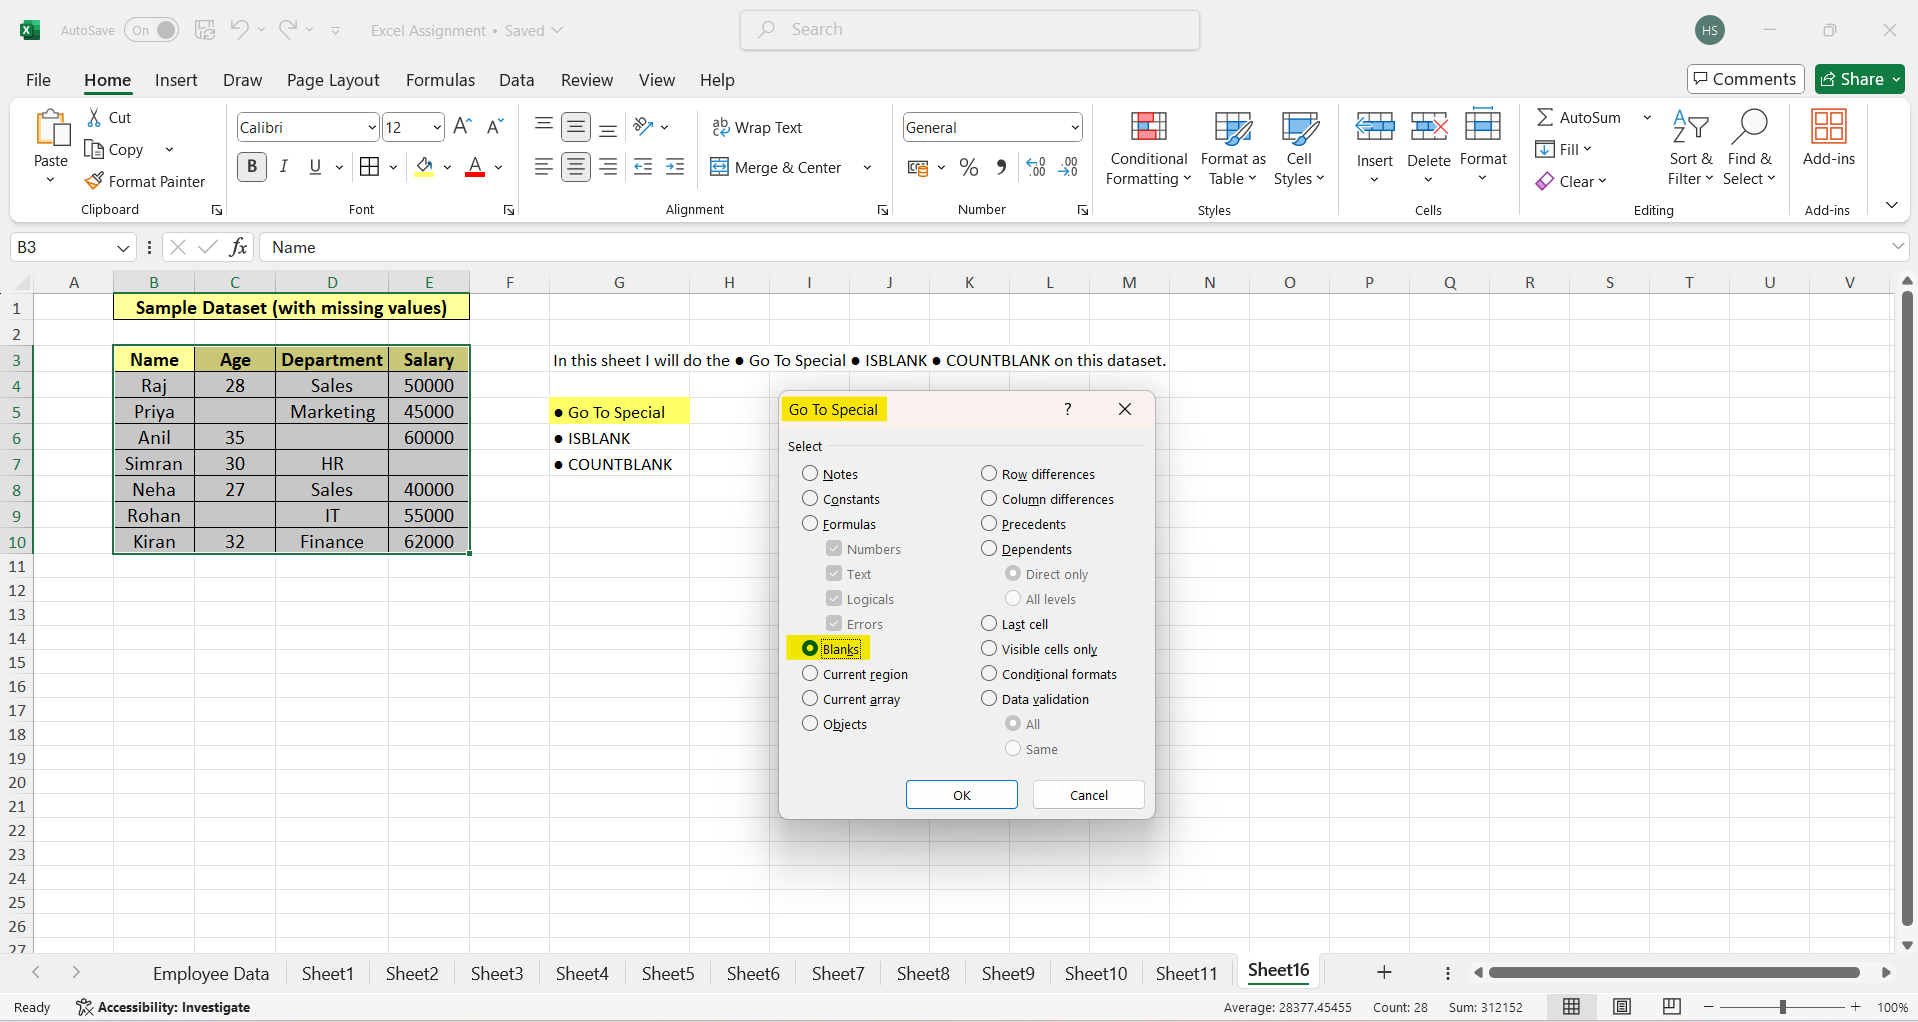 AutoSave On Excel Assignment • Saved Search HS
File Home Insert Draw Page Layout Formulas Data Review View Help Comments Share
Paste Cut Copy Format Painter Clipboard
Calibri 12 A A B I U A Font
ab c Wrap Text Merge & Center Alignment
General % 9 .00 .00 0 Number
Conditional Formatting Format as Table Cell Styles Styles
Insert Delete Format Cells
AutoSum Fill Clear Sort & Filter Find & Select Editing
Add-ins Add-ins
B3 fx Name
A B C D E F G H I J K L M N O P Q R S T U V
1 Sample Dataset (with missing values)
2
3 Name Age Department Salary In this sheet I will do the ● Go To Special ● ISBLANK ● COUNTBLANK on this dataset.
4 Raj 28 Sales 50000
5 Priya Marketing 45000 ● Go To Special
6 Anil 35 60000 ● ISBLANK
7 Simran 30 HR ● COUNTBLANK
8 Neha 27 Sales 40000
9 Rohan IT 55000
10 Kiran 32 Finance 62000
11
12
13
14
15
16
17
18
19
20
21
22
23
24
25
26
27
Go To Special ?
Select
Notes
Constants
Formulas
Numbers
Text
Logicals
Errors
Blanks
Current region
Current array
Objects
Row differences
Column differences
Precedents
Dependents
Direct only
All levels
Last cell
Visible cells only
Conditional formats
Data validation
All
Same
OK Cancel
Employee Data Sheet1 Sheet2 Sheet3 Sheet4 Sheet5 Sheet6 Sheet7 Sheet8 Sheet9 Sheet10 Sheet11 Sheet16
Ready Accessibility: Investigate Average: 28377.45455 Count: 28 Sum: 312152 100%